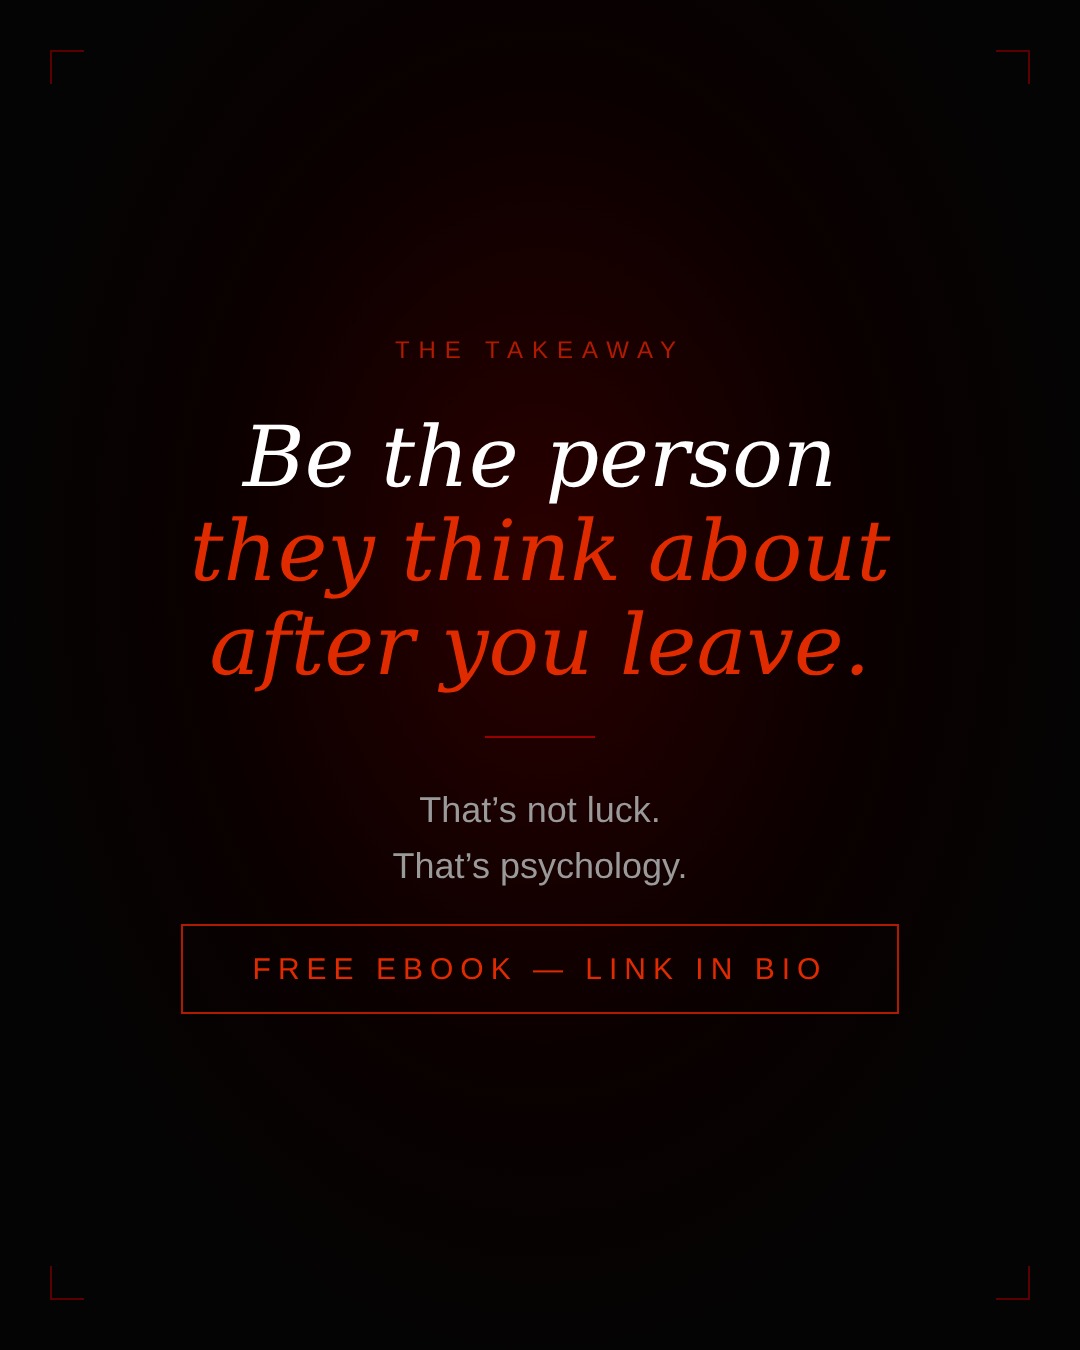 THE TAKEAWAY
Be the person
they think about
after you leave.
That’s not luck.
That’s psychology.
FREE EBOOK — LINK IN BIO